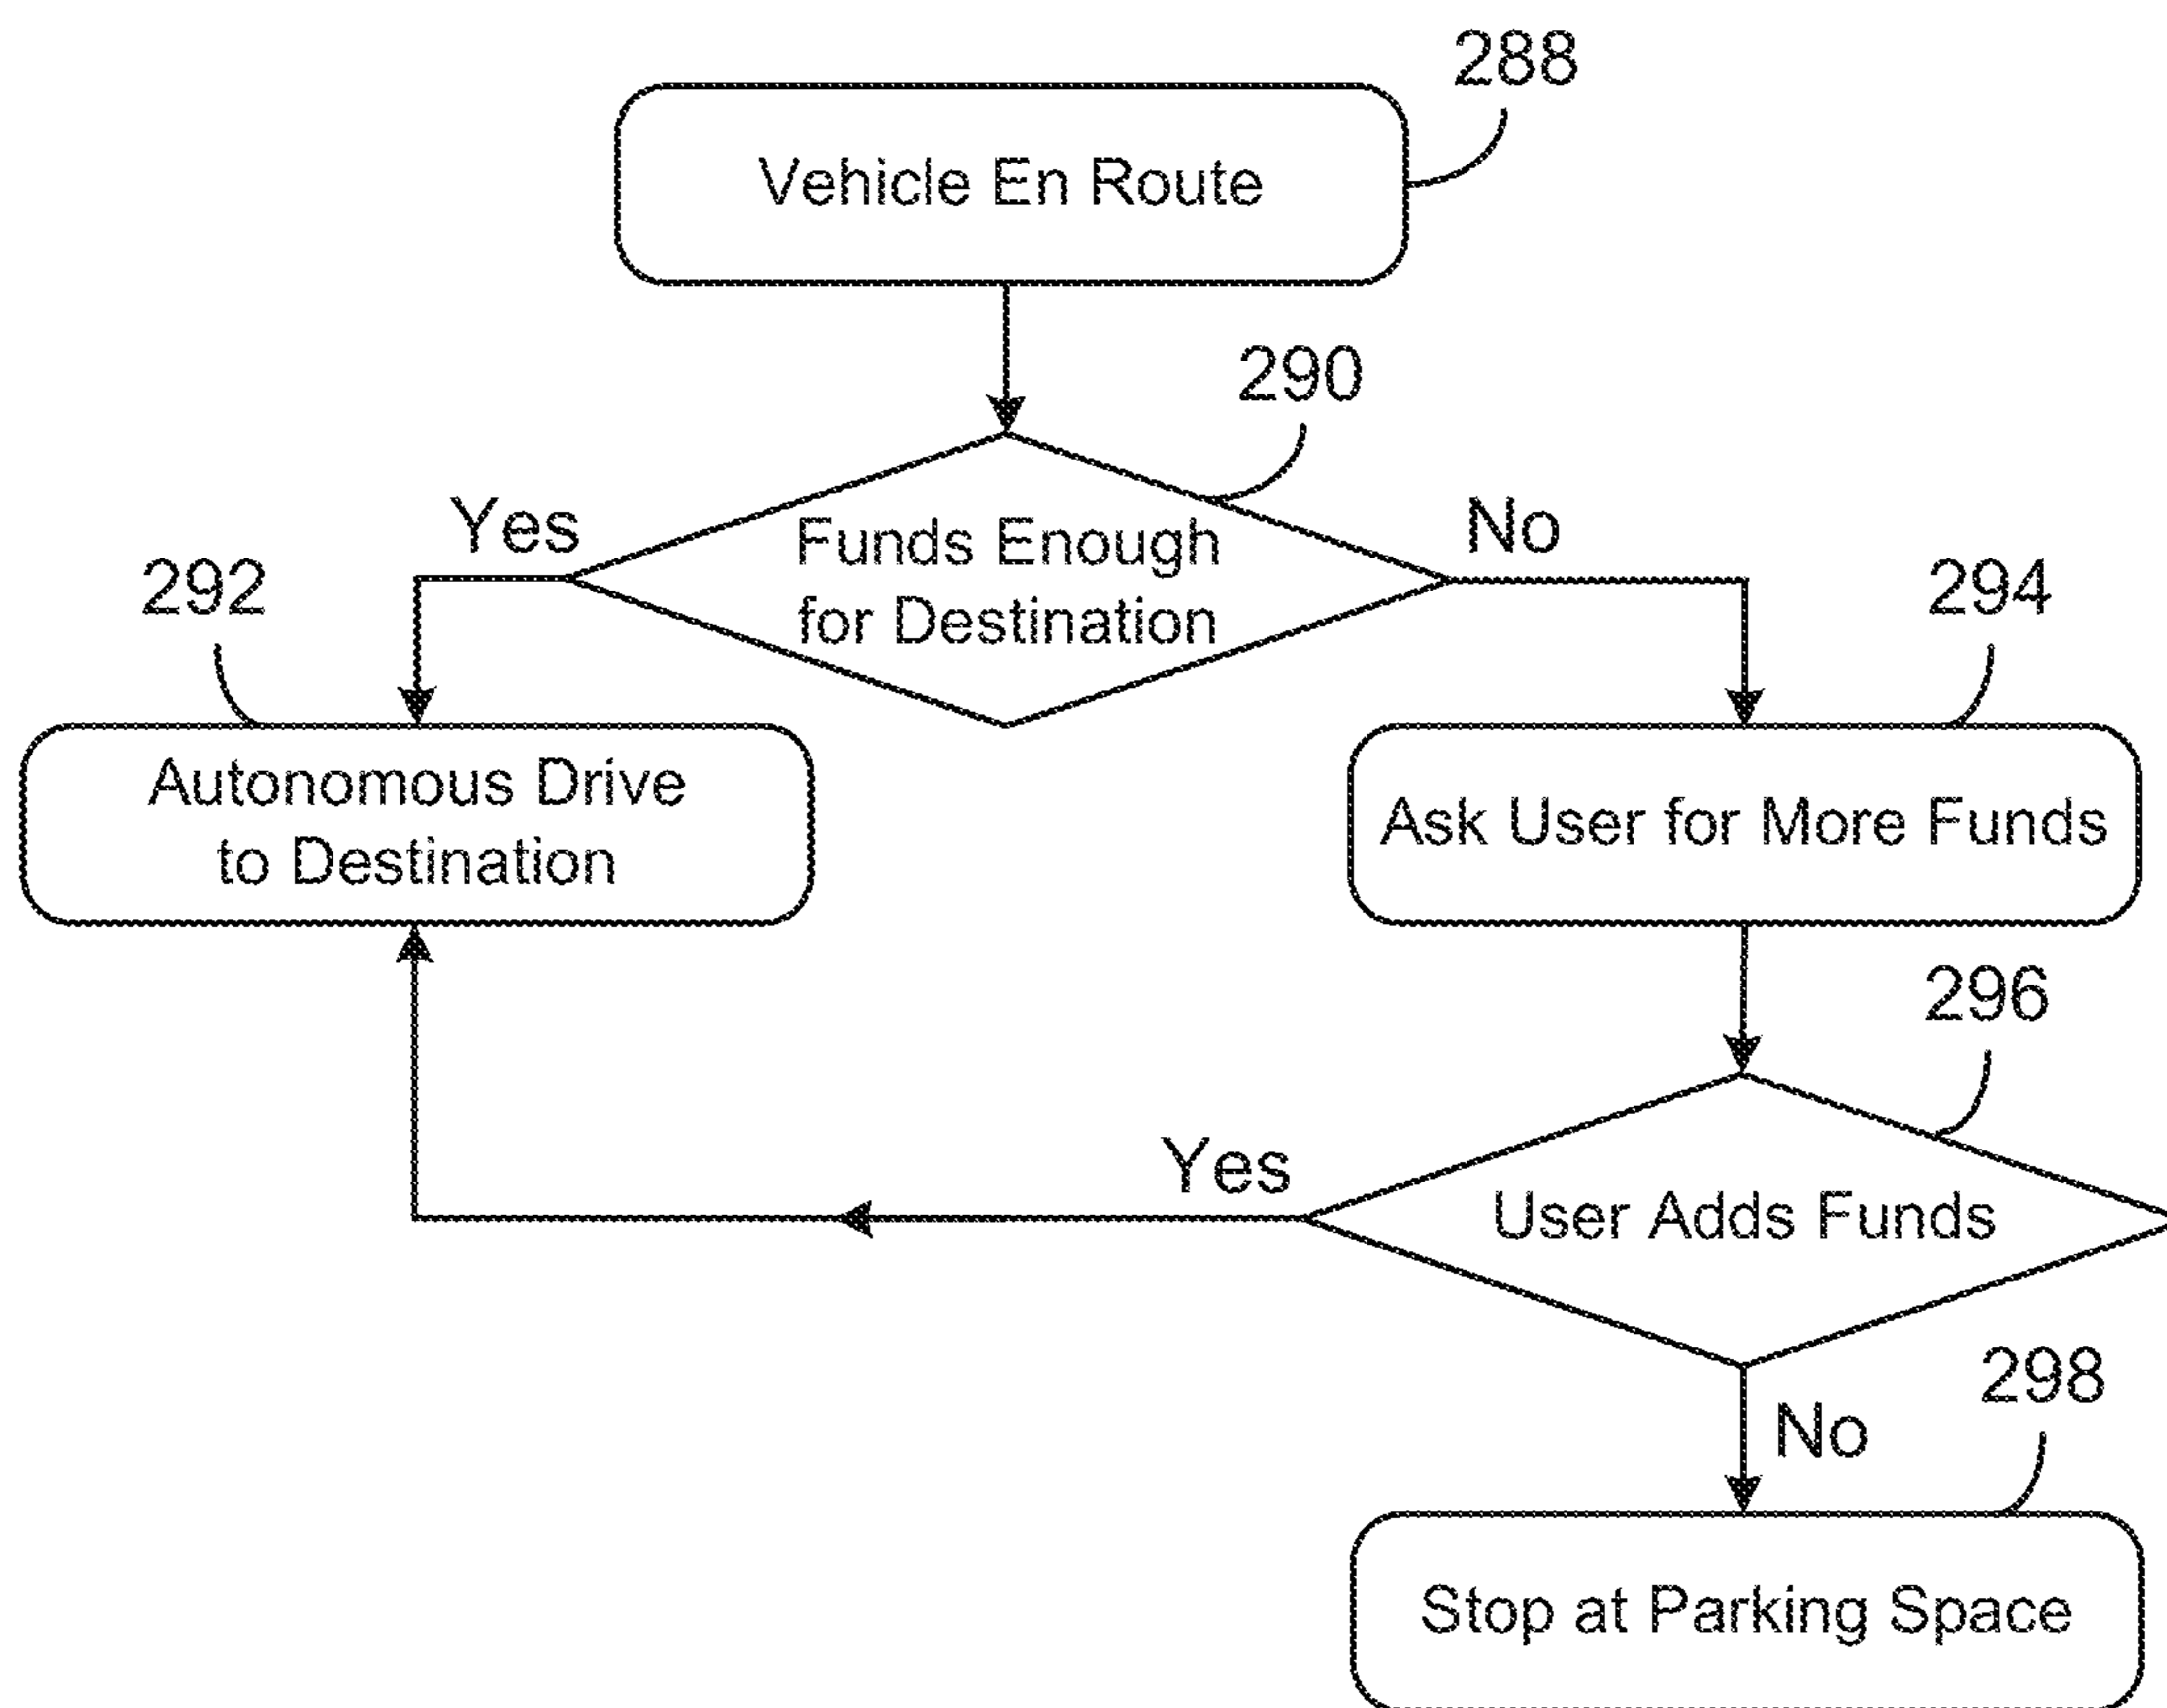 288
Vehicle En Route
290
Yes
Funds Enough
for Destination
No
292
294
Autonomous Drive
to Destination
Ask User for More Funds
296
Yes
User Adds Funds
298
No
Stop at Parking Space